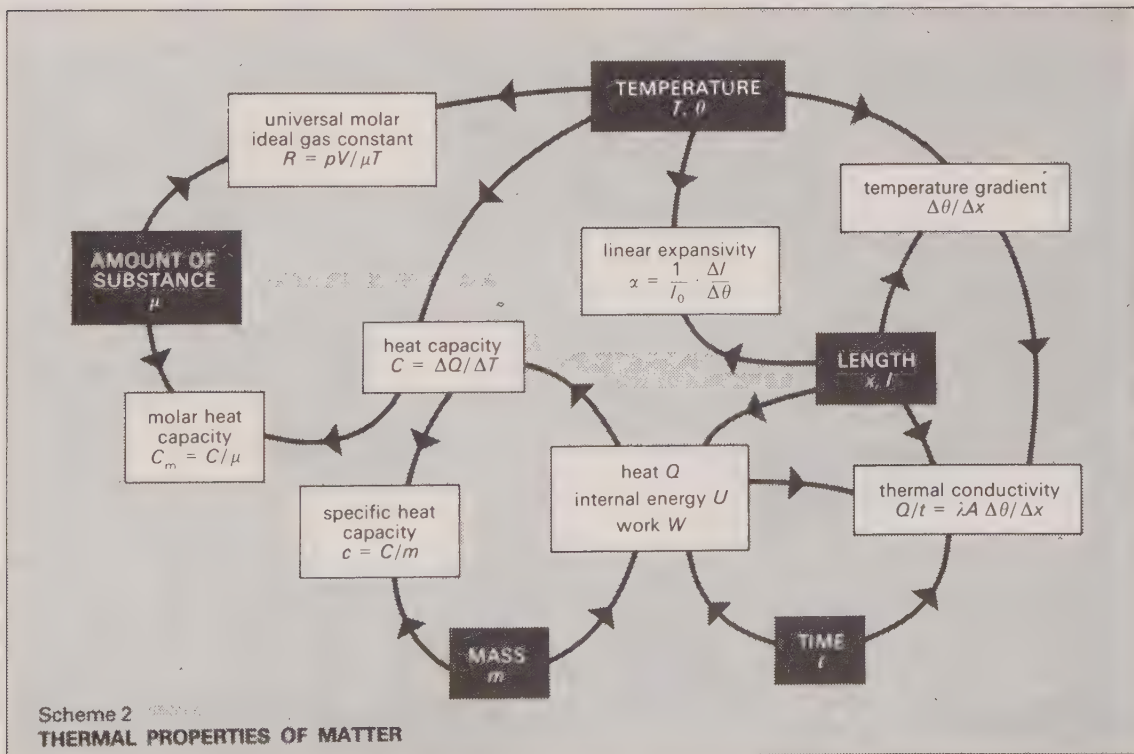 TEMPERATURE
T, θ
universal molar
ideal gas constant
R = pV/μT
temperature gradient
Δθ/Δx
AMOUNT OF
SUBSTANCE
μ
linear expansivity
α = 1/l₀ · Δl/Δθ
heat capacity
C = ΔQ/ΔT
LENGTH
x, l
molar heat
capacity
Cₘ = C/μ
heat Q
internal energy U
work W
thermal conductivity
Q/t = λA Δθ/Δx
specific heat
capacity
c = C/m
MASS
m
TIME
t
Scheme 2
THERMAL PROPERTIES OF MATTER